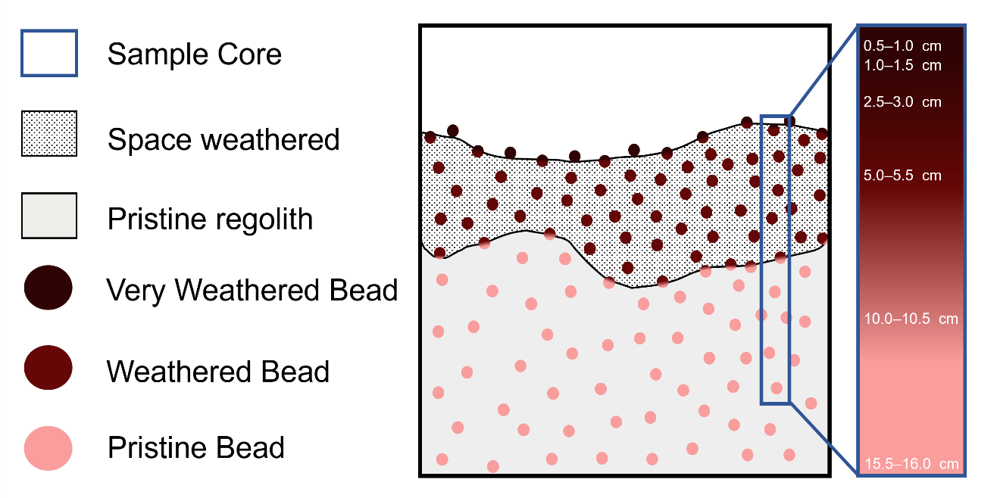 Sample Core
Space weathered
Pristine regolith
Very Weathered Bead
Weathered Bead
Pristine Bead
0.5–1.0 cm
1.0–1.5 cm
2.5–3.0 cm
5.0–5.5 cm
10.0–10.5 cm
15.5–16.0 cm